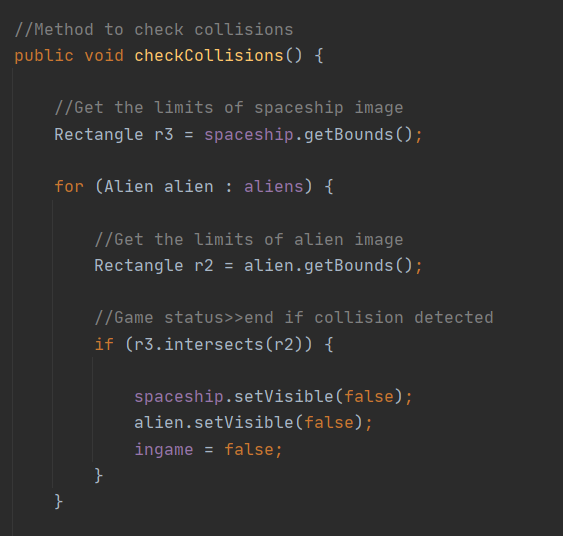 //Method to check collisions
public void checkCollisions() {
//Get the limits of spaceship image
Rectangle r3 = spaceship.getBounds();
for (Alien alien : aliens) {
//Get the limits of alien image
Rectangle r2 = alien.getBounds();
//Game status>>end if collision detected
if (r3.intersects(r2)) {
spaceship.setVisible(false);
alien.setVisible(false);
ingame = false;
}
}